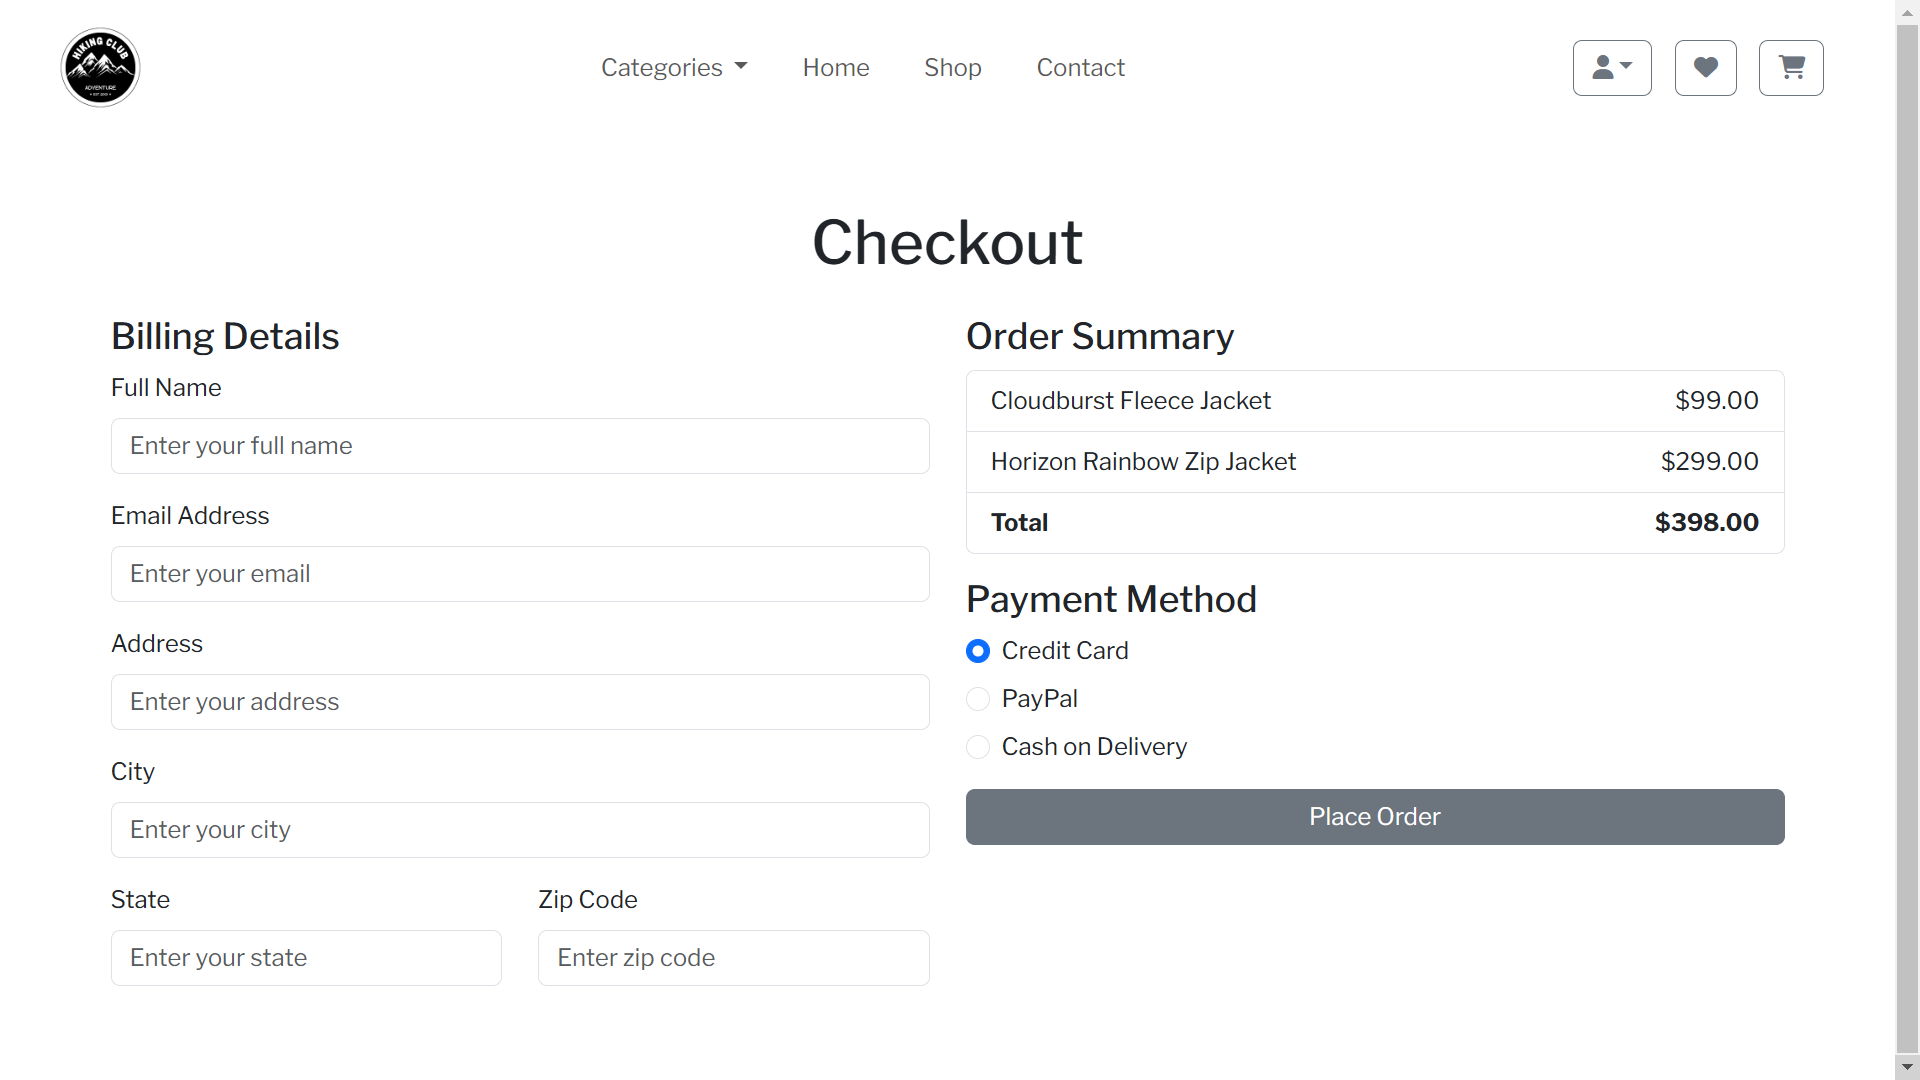 HIKING CLUB
ADVENTURE
Categories
Home
Shop
Contact
Checkout
Billing Details
Full Name
Enter your full name
Email Address
Enter your email
Address
Enter your address
City
Enter your city
State
Zip Code
Enter your state
Enter zip code
Order Summary
Cloudburst Fleece Jacket $99.00
Horizon Rainbow Zip Jacket $299.00
Total $398.00
Payment Method
Credit Card
PayPal
Cash on Delivery
Place Order